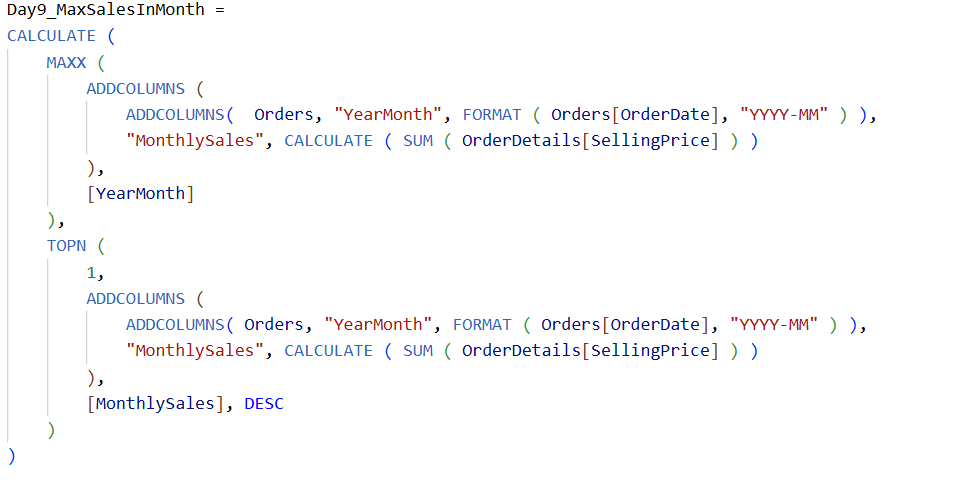 Day9_MaxSalesInMonth =
CALCULATE (
MAXX (
ADDCOLUMNS (
ADDCOLUMNS(  Orders, "YearMonth", FORMAT ( Orders[OrderDate], "YYYY-MM" ) ),
"MonthlySales", CALCULATE ( SUM ( OrderDetails[SellingPrice] ) )
),
[YearMonth]
),
TOPN (
1,
ADDCOLUMNS (
ADDCOLUMNS( Orders, "YearMonth", FORMAT ( Orders[OrderDate], "YYYY-MM" ) ),
"MonthlySales", CALCULATE ( SUM ( OrderDetails[SellingPrice] ) )
),
[MonthlySales], DESC
)
)